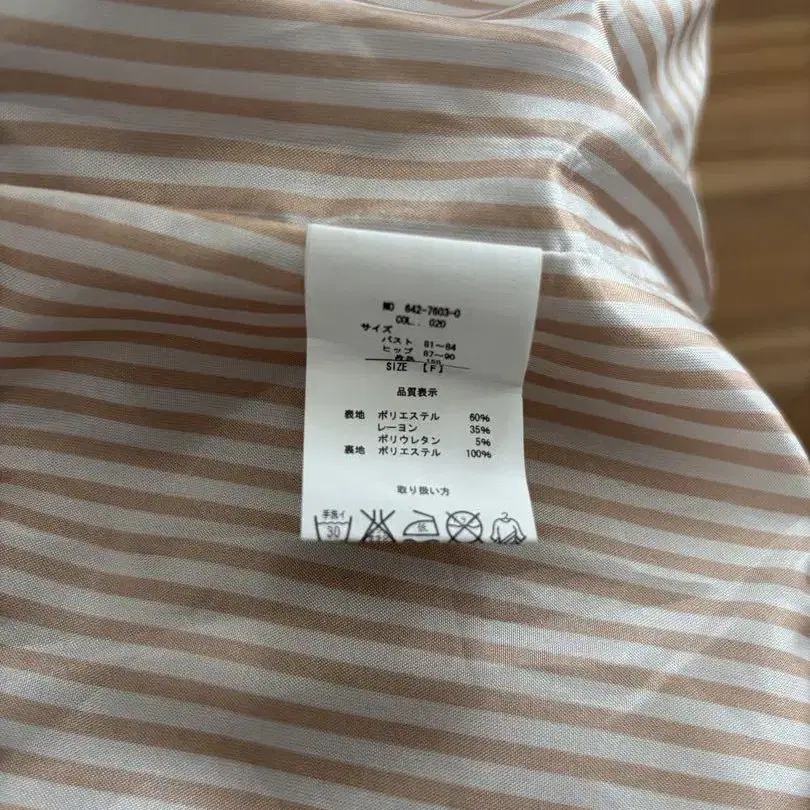 NO 642-7603-0
COL.. 020
サイズ
バスト 81~84
ヒップ 87~90
SIZE [F]
品質表示
表地 ポリエステル 60%
レーヨン 35%
ポリウレタン 5%
裏地 ポリエステル 100%
取り扱い方
手洗イ
30
低